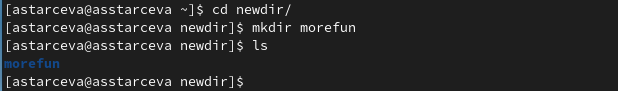 [astarceva@asstarceva ~]$ cd newdir/
[astarceva@asstarceva newdir]$ mkdir morefun
[astarceva@asstarceva newdir]$ ls
morefun
[astarceva@asstarceva newdir]$